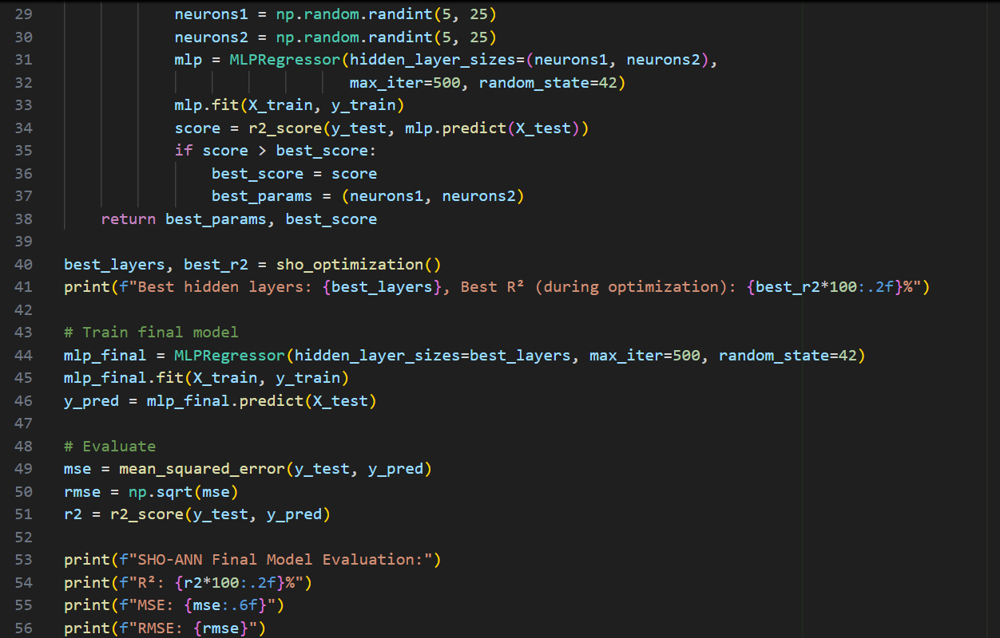 29 neurons1 = np.random.randint(5, 25)
30 neurons2 = np.random.randint(5, 25)
31 mlp = MLPRegressor(hidden_layer_sizes=(neurons1, neurons2),
32 max_iter=500, random_state=42)
33 mlp.fit(X_train, y_train)
34 score = r2_score(y_test, mlp.predict(X_test))
35 if score > best_score:
36 best_score = score
37 best_params = (neurons1, neurons2)
38 return best_params, best_score
39
40 best_layers, best_r2 = sho_optimization()
41 print(f"Best hidden layers: {best_layers}, Best R² (during optimization): {best_r2*100:.2f}%")
42
43 # Train final model
44 mlp_final = MLPRegressor(hidden_layer_sizes=best_layers, max_iter=500, random_state=42)
45 mlp_final.fit(X_train, y_train)
46 y_pred = mlp_final.predict(X_test)
47
48 # Evaluate
49 mse = mean_squared_error(y_test, y_pred)
50 rmse = np.sqrt(mse)
51 r2 = r2_score(y_test, y_pred)
52
53 print(f"SHO-ANN Final Model Evaluation:")
54 print(f"R²: {r2*100:.2f}%")
55 print(f"MSE: {mse:.6f}")
56 print(f"RMSE: {rmse}")